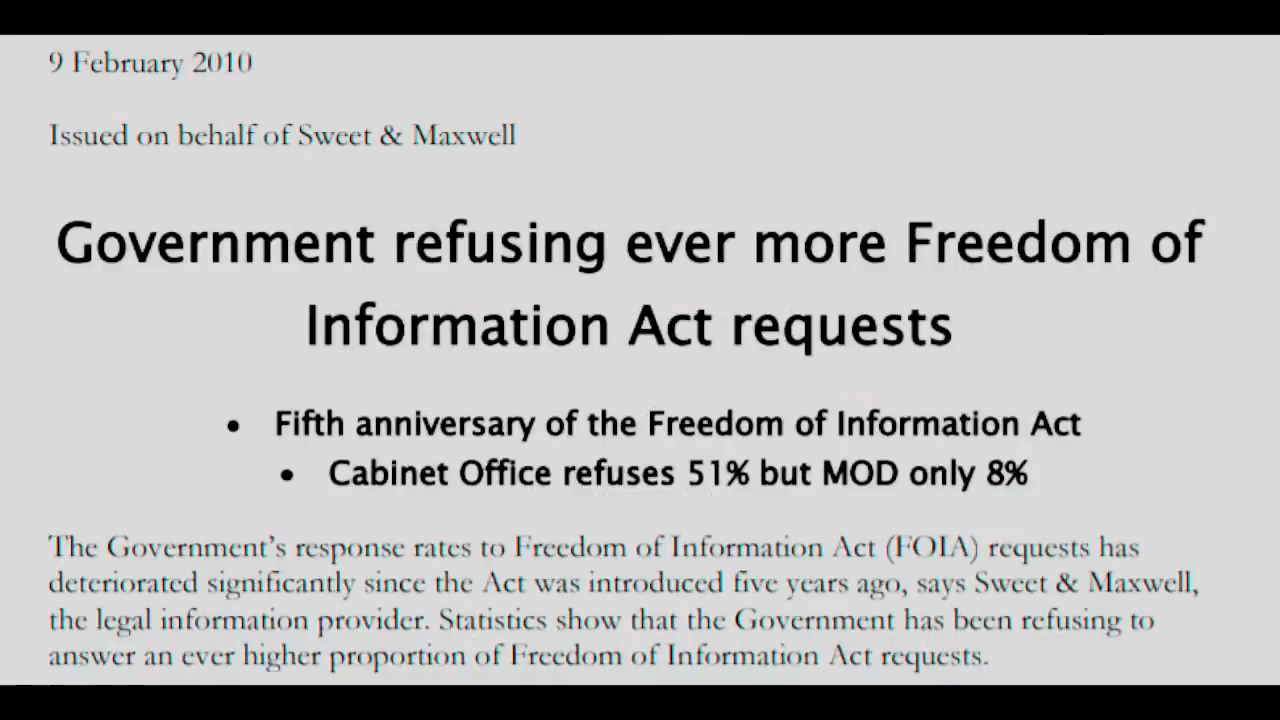 9 February 2010
Issued on behalf of Sweet & Maxwell
Government refusing ever more Freedom of
Information Act requests
• Fifth anniversary of the Freedom of Information Act
• Cabinet Office refuses 51% but MOD only 8%
The Government’s response rates to Freedom of Information Act (FOIA) requests has
deteriorated significantly since the Act was introduced five years ago, says Sweet & Maxwell,
the legal information provider. Statistics show that the Government has been refusing to
answer an ever higher proportion of Freedom of Information Act requests.